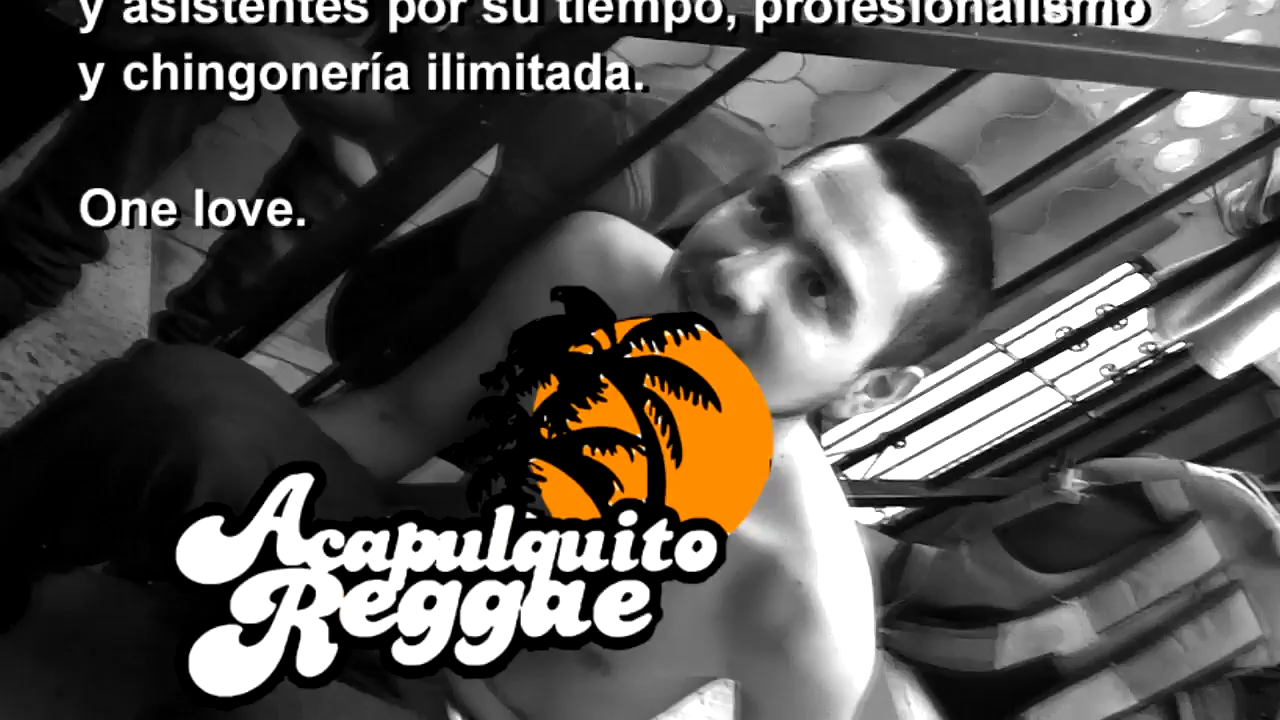 y asistentes por su tiempo, profesionalismo
y chingonería ilimitada.
One love.
Acapulquito
Reggae